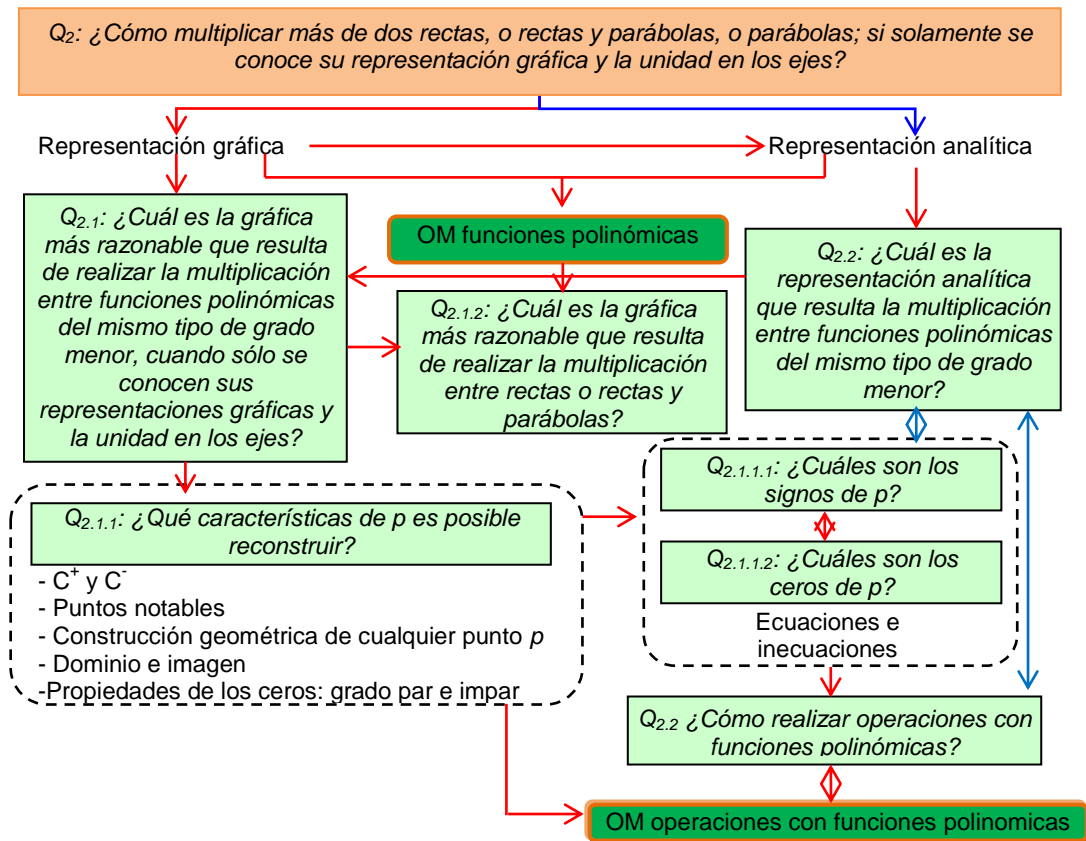 Q2: ¿Cómo multiplicar más de dos rectas, o rectas y parábolas, o parábolas; si solamente se
conoce su representación gráfica y la unidad en los ejes?
Representación gráfica
Representación analítica
Q2.1: ¿Cuál es la gráfica
más razonable que resulta
de realizar la multiplicación
entre funciones polinómicas
del mismo tipo de grado
menor, cuando sólo se
conocen sus
representaciones gráficas y
la unidad en los ejes?
OM funciones polinómicas
Q2.1.2: ¿Cuál es la gráfica
más razonable que resulta
de realizar la multiplicación
entre rectas o rectas y
parábolas?
Q2.2: ¿Cuál es la
representación analítica
que resulta la multiplicación
entre funciones polinómicas
del mismo tipo de grado
menor?
Q2.1.1: ¿Qué características de p es posible
reconstruir?
- C+ y C-
- Puntos notables
- Construcción geométrica de cualquier punto p
- Dominio e imagen
-Propiedades de los ceros: grado par e impar
Q2.1.1.1: ¿Cuáles son los
signos de p?
Q2.1.1.2: ¿Cuáles son los
ceros de p?
Ecuaciones e
inecuaciones
Q2.2 ¿Cómo realizar operaciones con
funciones polinómicas?
OM operaciones con funciones polinomicas